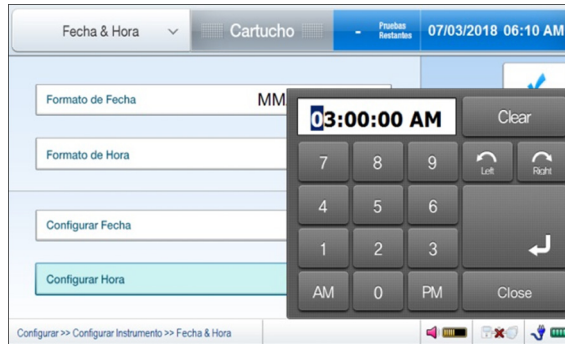 Fecha & Hora
Cartucho
- Pruebas Restantes
07/03/2018 06:10 AM
Formato de Fecha
Formato de Hora
Configurar Fecha
Configurar Hora
03:00:00 AM
Clear
7 8 9 Left Right
4 5 6
1 2 3
AM 0 PM Close
Configurar >> Configurar Instrumento >> Fecha & Hora